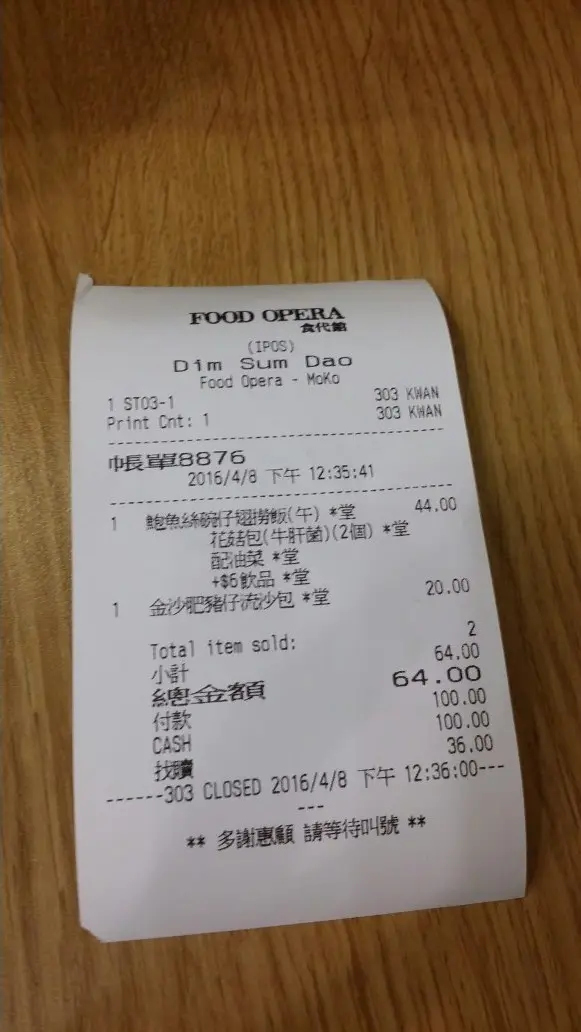 FOOD OPERA
食代館
(IPOS)
Dim Sum Dao
Food Opera - MoKo
1 ST03-1 303 KWAN
Print Cnt: 1 303 KWAN
帳單8876
2016/4/8 下午 12:35:41
1 鮑魚絲碗仔翅撈飯(午) *堂 44.00
花菇包(牛肝菌)(2個) *堂
配油菜 *堂
+$6飲品 *堂
1 金沙肥豬仔流沙包 *堂 20.00
Total item sold: 2
小計 64.00
總金額 64.00
付款 100.00
CASH 100.00
找贖 36.00
------303 CLOSED 2016/4/8 下午 12:36:00---
---
** 多謝惠顧 請等待叫號 **